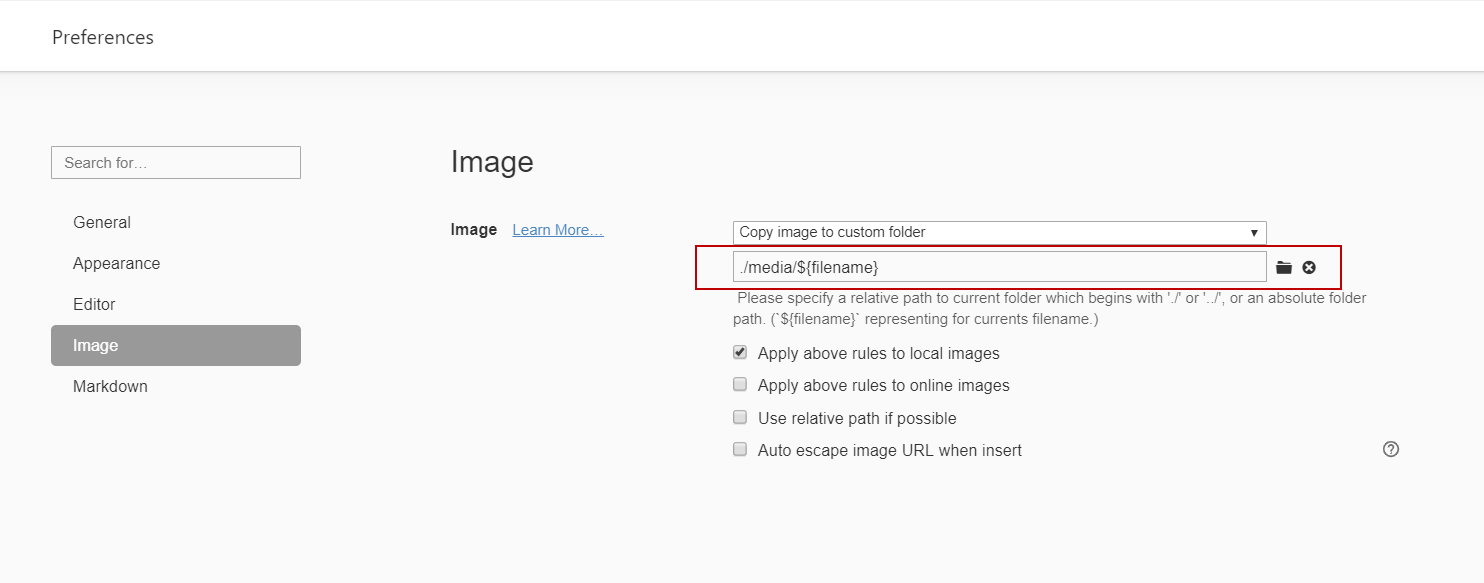 Preferences
Search for...
General
Appearance
Editor
Image
Markdown
Image
Image Learn More...
Copy image to custom folder
./media/${filename}
Please specify a relative path to current folder which begins with './' or '../', or an absolute folder
path. (`${filename}` representing for currents filename.)
Apply above rules to local images
Apply above rules to online images
Use relative path if possible
Auto escape image URL when insert